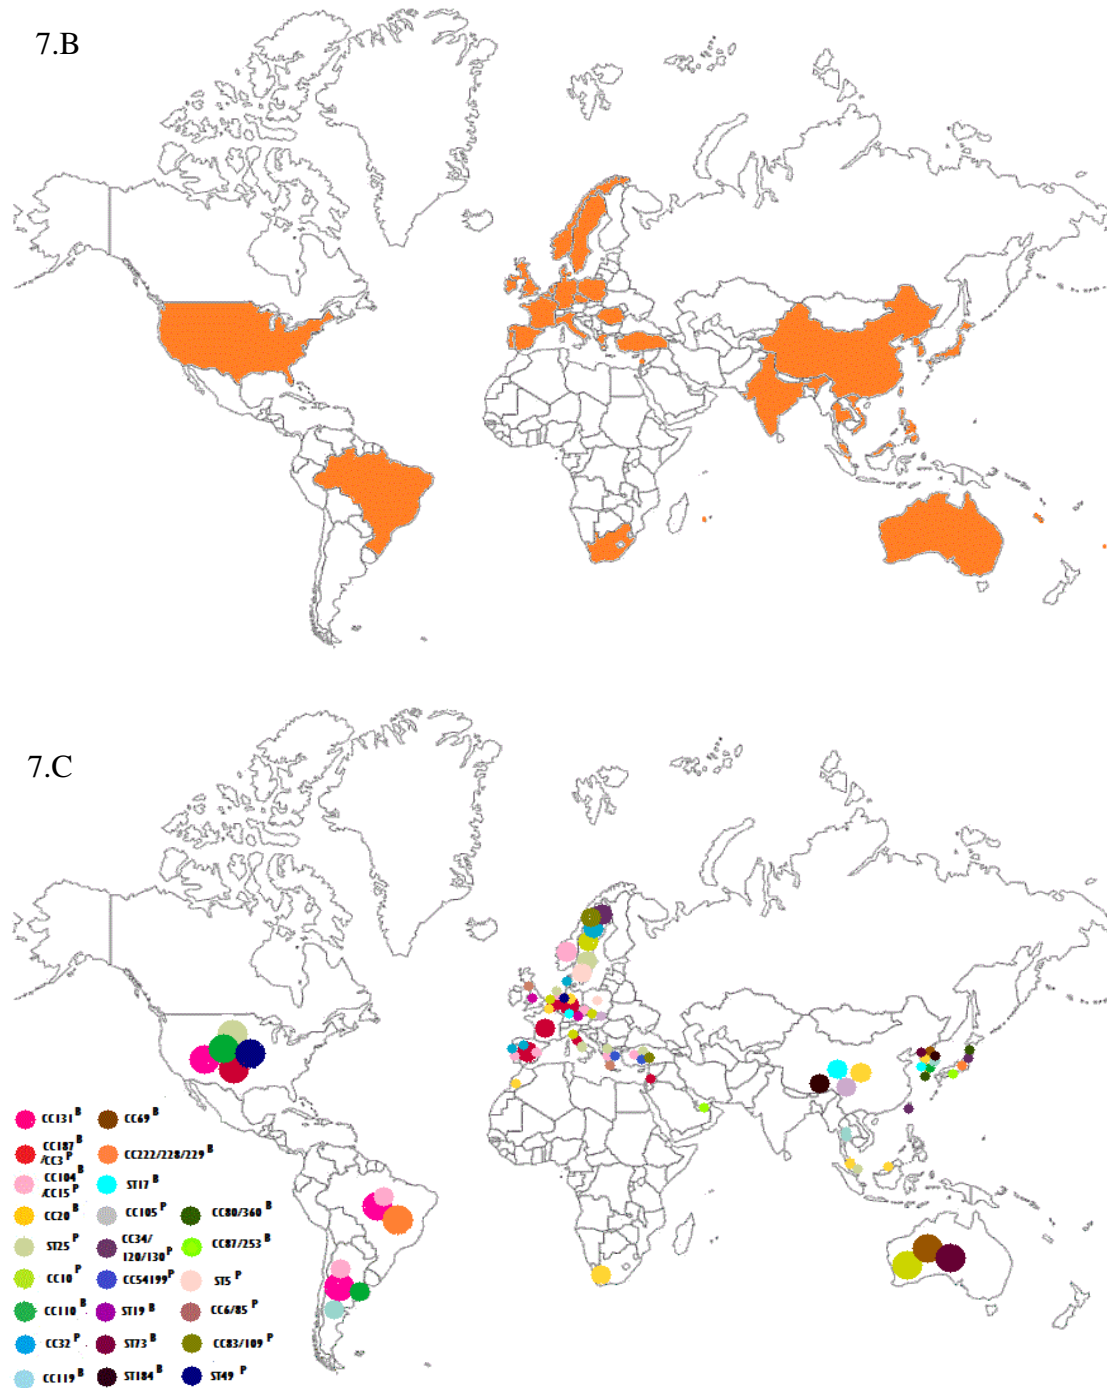 7.B
7.C
CC131 B
CC187 B
/CC3 P
CC104 B
/CC15 P
CC20 B
ST25 P
CC10 P
CC110 B
CC32 P
CC119 B
CC69 B
CC222/228/229 B
ST17 B
CC105 P
CC34/
120/130 P
CC54199 P
ST19 B
ST73 B
ST184 B
CC80/360 B
CC87/253 B
ST5 P
CC6/85 P
CC83/109 P
ST49 P